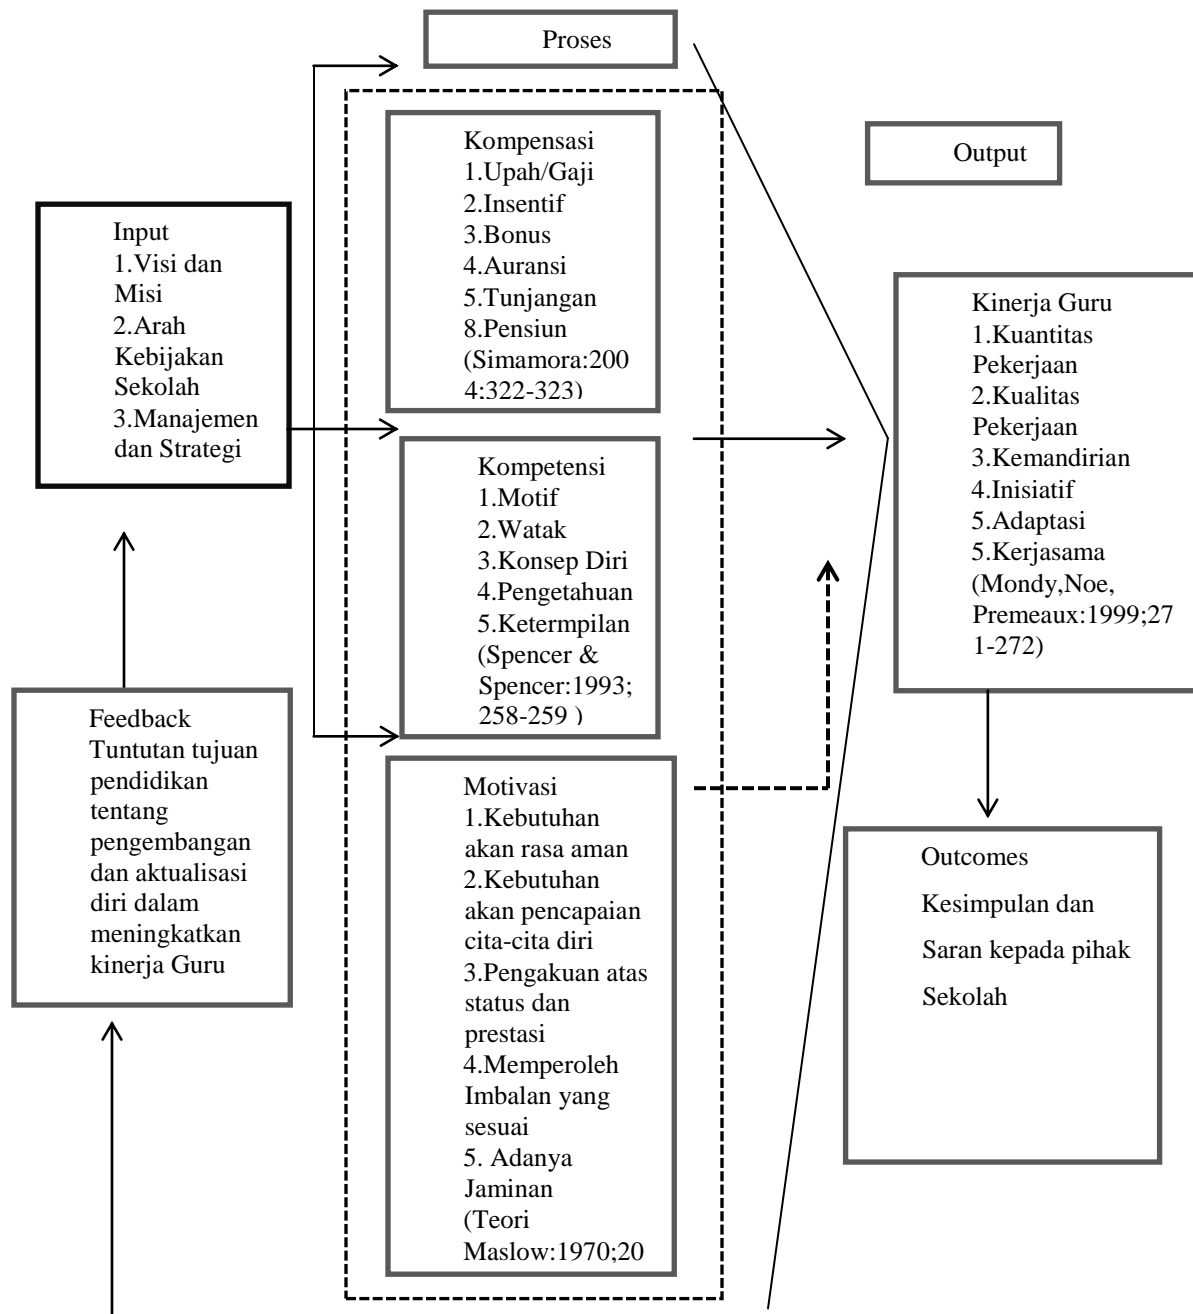 Proses
Output
Input
1.Visi dan
Misi
2.Arah
Kebijakan
Sekolah
3.Manajemen
dan Strategi
Feedback
Tuntutan tujuan
pendidikan
tentang
pengembangan
dan aktualisasi
diri dalam
meningkatkan
kinerja Guru
Kompensasi
1.Upah/Gaji
2.Insentif
3.Bonus
4.Auransi
5.Tunjangan
8.Pensiun
(Simamora:200
4:322-323)
Kompetensi
1.Motif
2.Watak
3.Konsep Diri
4.Pengetahuan
5.Ketermpilan
(Spencer &
Spencer:1993;
258-259 )
Motivasi
1.Kebutuhan
akan rasa aman
2.Kebutuhan
akan pencapaian
cita-cita diri
3.Pengakuan atas
status dan
prestasi
4.Memperoleh
Imbalan yang
sesuai
5. Adanya
Jaminan
(Teori
Maslow:1970;20
Kinerja Guru
1.Kuantitas
Pekerjaan
2.Kualitas
Pekerjaan
3.Kemandirian
4.Inisiatif
5.Adaptasi
5.Kerjasama
(Mondy,Noe,
Premeaux:1999;27
1-272)
Outcomes
Kesimpulan dan
Saran kepada pihak
Sekolah